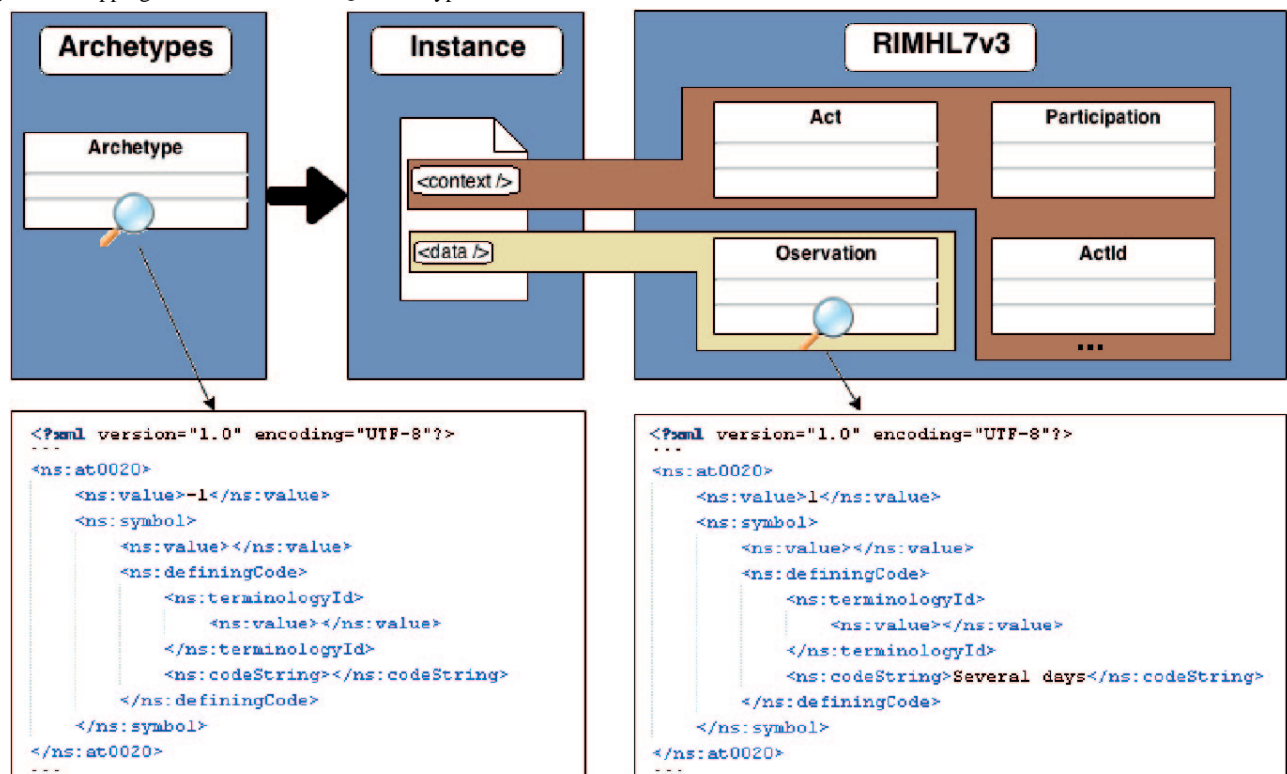 Archetypes
Archetype
Instance
<context />
<data />
RIMHL7v3
Act
Participation
Oservation
ActId
...
<?xml version="1.0" encoding="UTF-8"?>
...
<ns:at0020>
<ns:value>-1</ns:value>
<ns:symbol>
<ns:value></ns:value>
<ns:definingCode>
<ns:terminologyId>
<ns:value></ns:value>
</ns:terminologyId>
<ns:codeString></ns:codeString>
</ns:definingCode>
</ns:symbol>
</ns:at0020>
...
<?xml version="1.0" encoding="UTF-8"?>
...
<ns:at0020>
<ns:value>1</ns:value>
<ns:symbol>
<ns:value></ns:value>
<ns:definingCode>
<ns:terminologyId>
<ns:value></ns:value>
</ns:terminologyId>
<ns:codeString>Several days</ns:codeString>
</ns:definingCode>
</ns:symbol>
</ns:at0020>
...